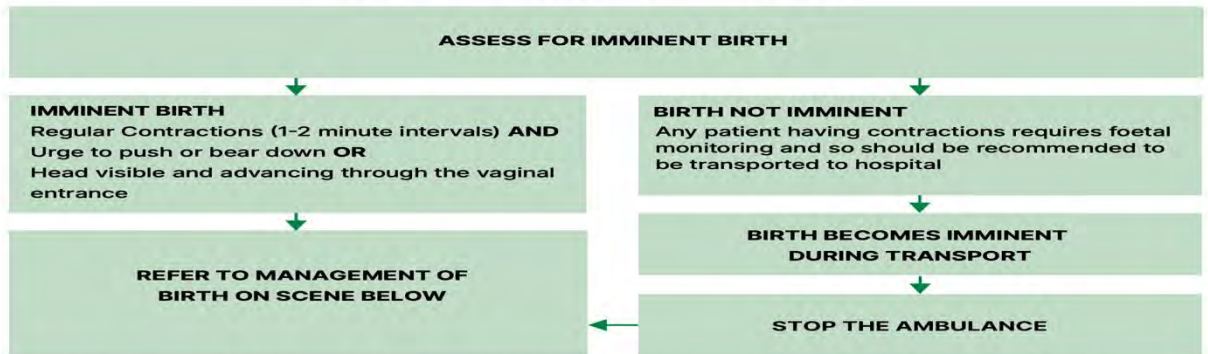 ASSESS FOR IMMINENT BIRTH
IMMINENT BIRTH
Regular Contractions (1-2 minute intervals) AND
Urge to push or bear down OR
Head visible and advancing through the vaginal
entrance
REFER TO MANAGEMENT OF
BIRTH ON SCENE BELOW
BIRTH NOT IMMINENT
Any patient having contractions requires foetal
monitoring and so should be recommended to
be transported to hospital
BIRTH BECOMES IMMINENT
DURING TRANSPORT
STOP THE AMBULANCE